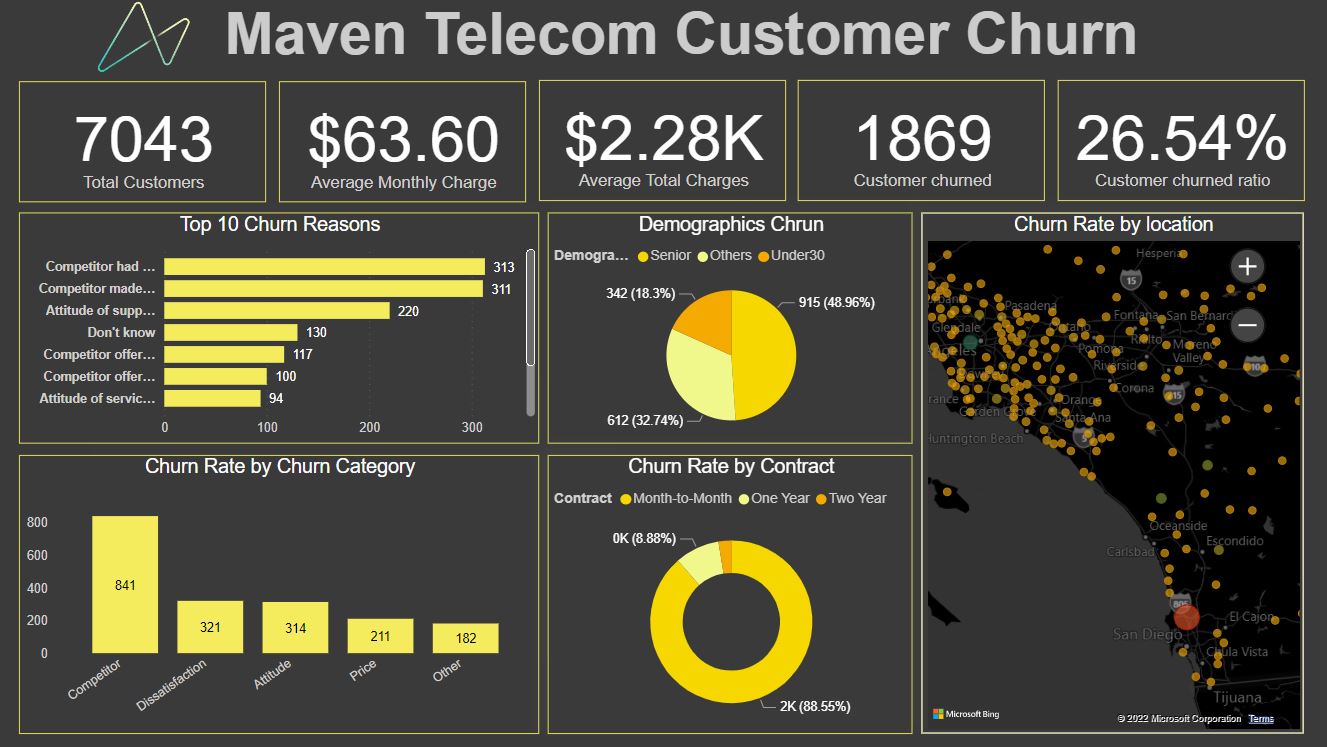 Maven Telecom Customer Churn
7043
Total Customers
$63.60
Average Monthly Charge
$2.28K
Average Total Charges
1869
Customer churned
26.54%
Customer churned ratio
Top 10 Churn Reasons
Competitor had ... 313
Competitor made... 311
Attitude of supp... 220
Don't know 130
Competitor offer... 117
Competitor offer... 100
Attitude of servic... 94
0 100 200 300
Demographics Chrun
Demogra... Senior Others Under30
342 (18.3%)
915 (48.96%)
612 (32.74%)
Churn Rate by location
Hesperia
15
Pasadena
Glendale
Fontana
San Bernard
Rialto
Pomona
Moreno
Valley
Riverside
10
Corona
215
Orange
Garden Grove
Santa Ana
5
Huntington Beach
Oceanside
Carlsbad
Escondido
805
El Cajon
San Diego
Chula Vista
Tijuana
Microsoft Bing
© 2022 Microsoft Corporation Terms
Churn Rate by Churn Category
800
600
400
200
0
841
321
314
211
182
Competitor
Dissatisfaction
Attitude
Price
Other
Churn Rate by Contract
Contract Month-to-Month One Year Two Year
0K (8.88%)
2K (88.55%)